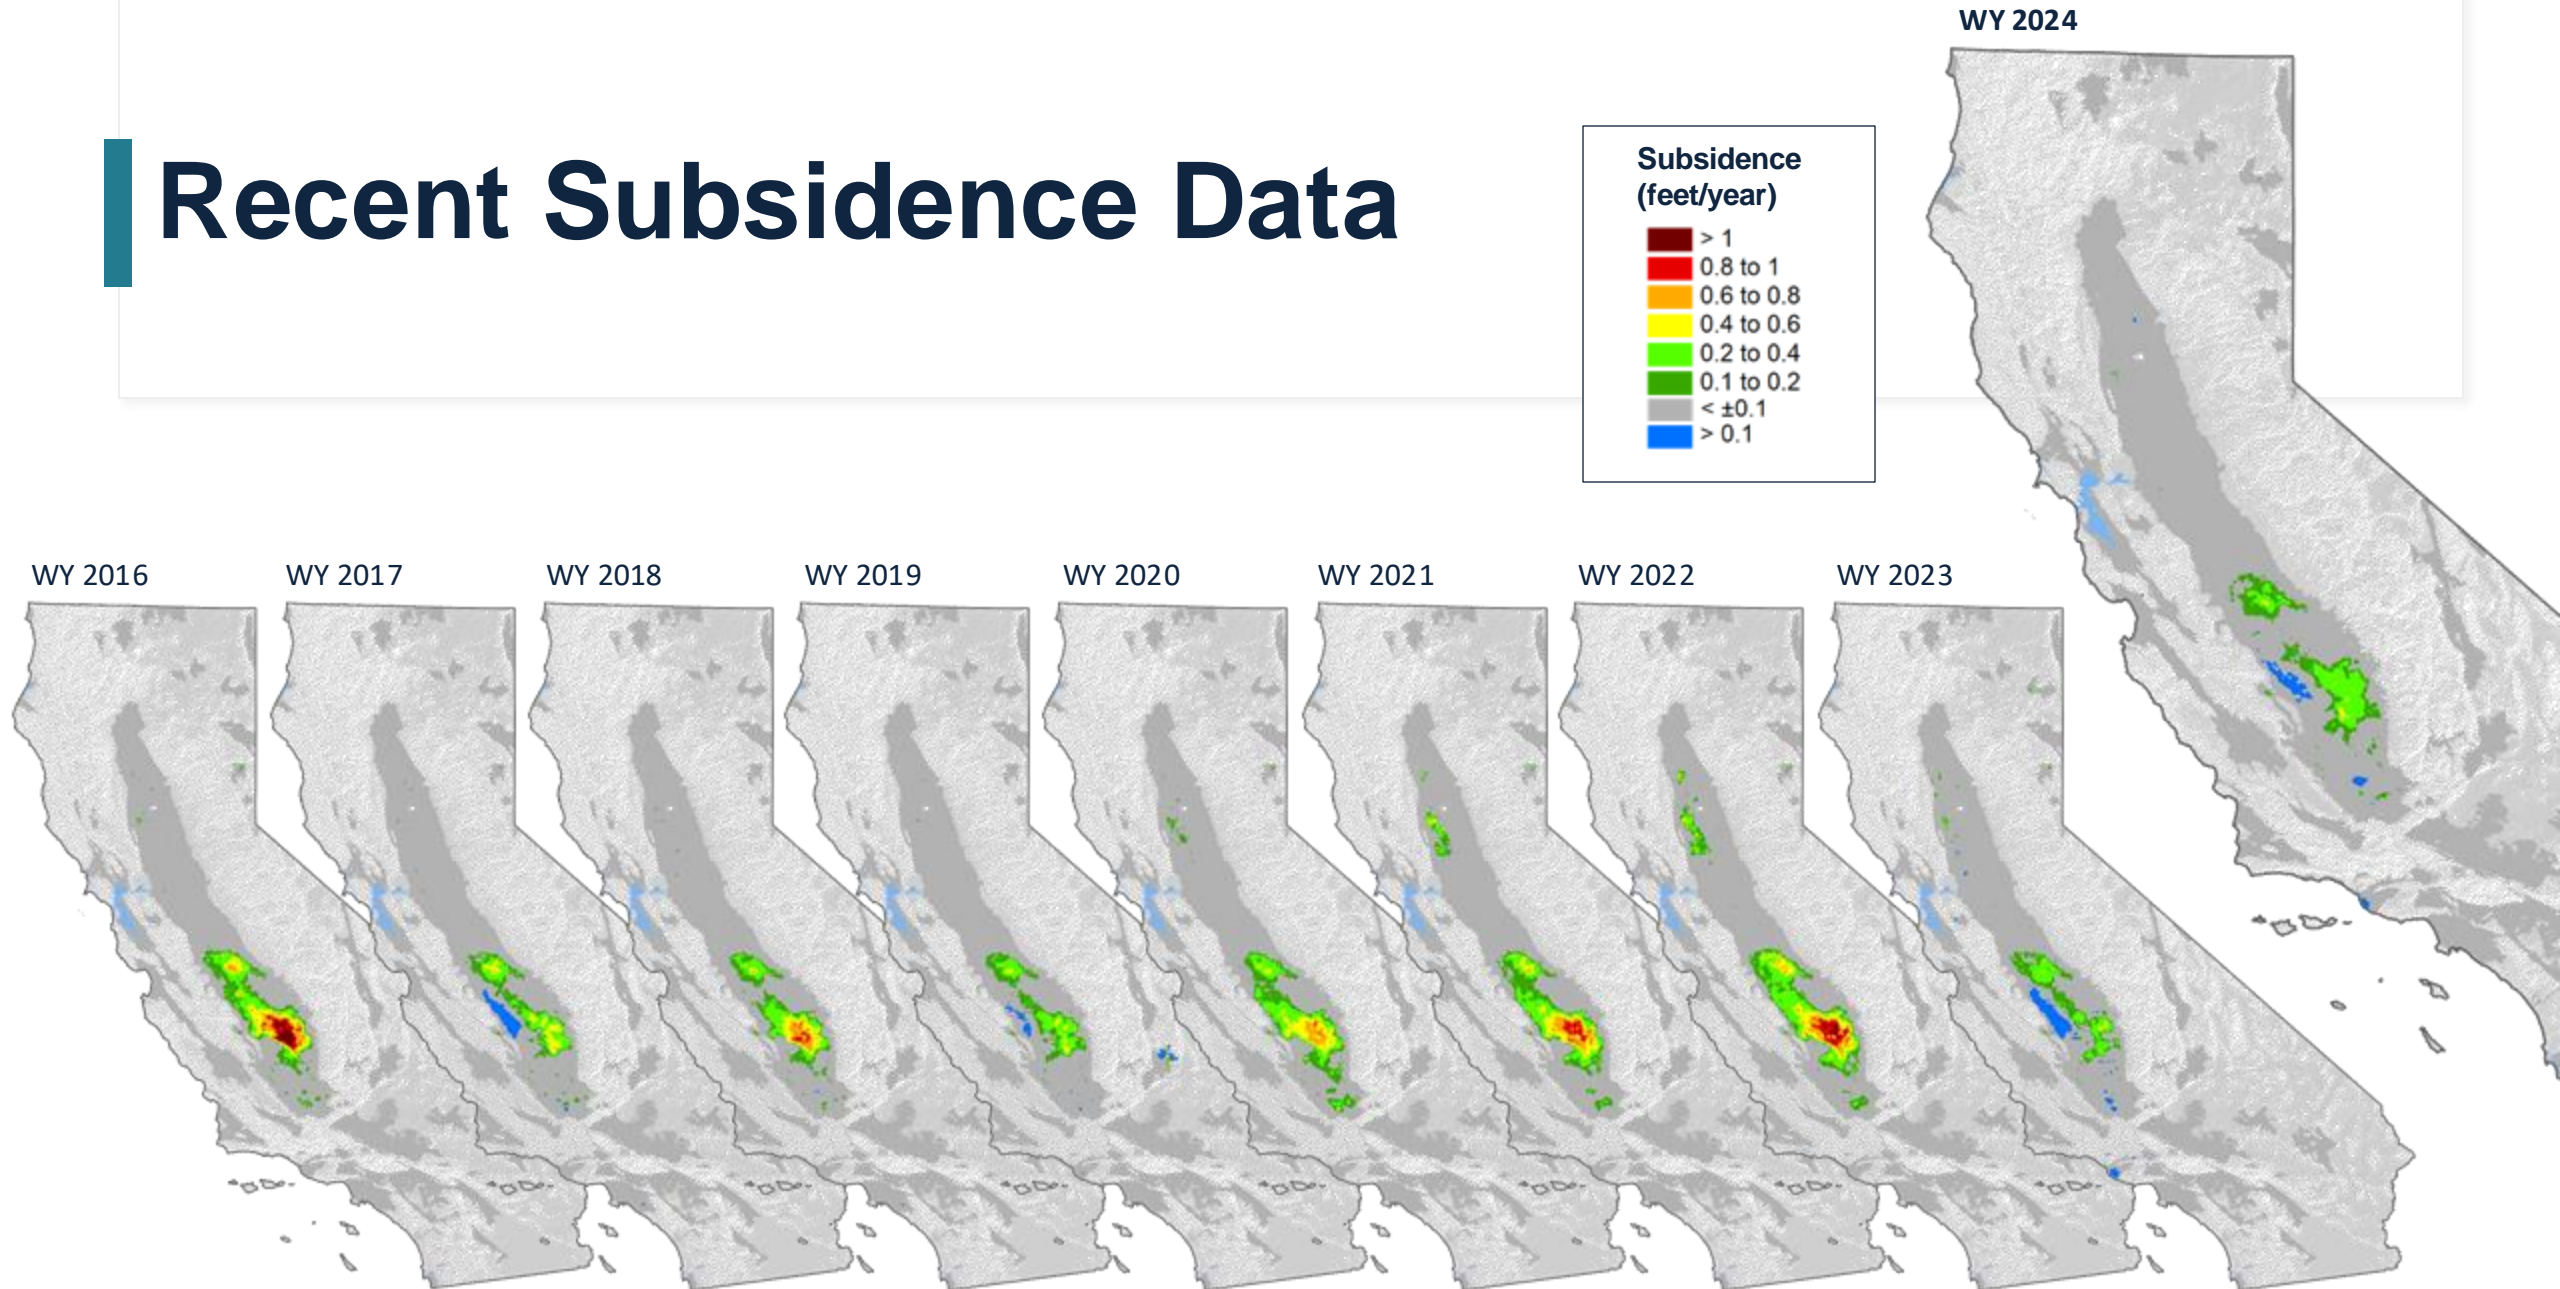 WY 2024
Recent Subsidence Data
Subsidence
(feet/year)
> 1
0.8 to 1
0.6 to 0.8
0.4 to 0.6
0.2 to 0.4
0.1 to 0.2
< ±0.1
> 0.1
WY 2016
WY 2017
WY 2018
WY 2019
WY 2020
WY 2021
WY 2022
WY 2023